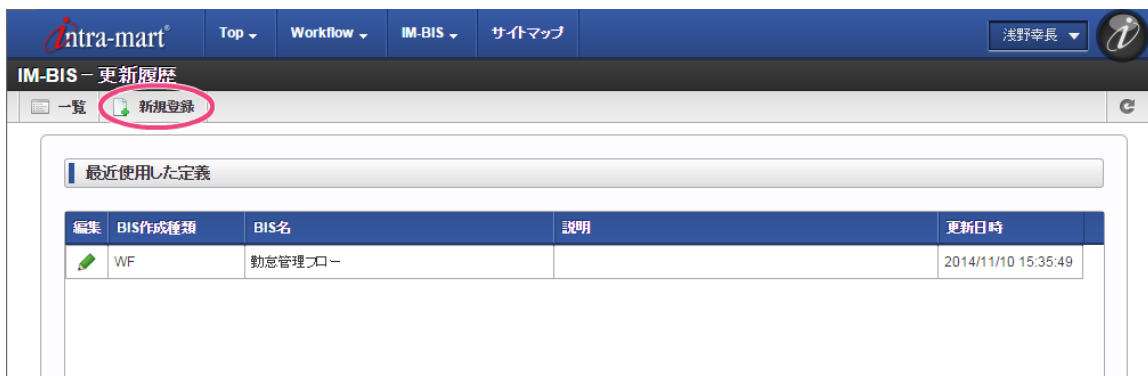 intra-mart® Top Workflow IM-BIS サイトマップ 浅野幸長
IM-BIS－更新履歴
一覧 新規登録
最近使用した定義
編集 BIS作成種類 BIS名 説明 更新日時
WF 勤怠管理フロー 2014/11/10 15:35:49